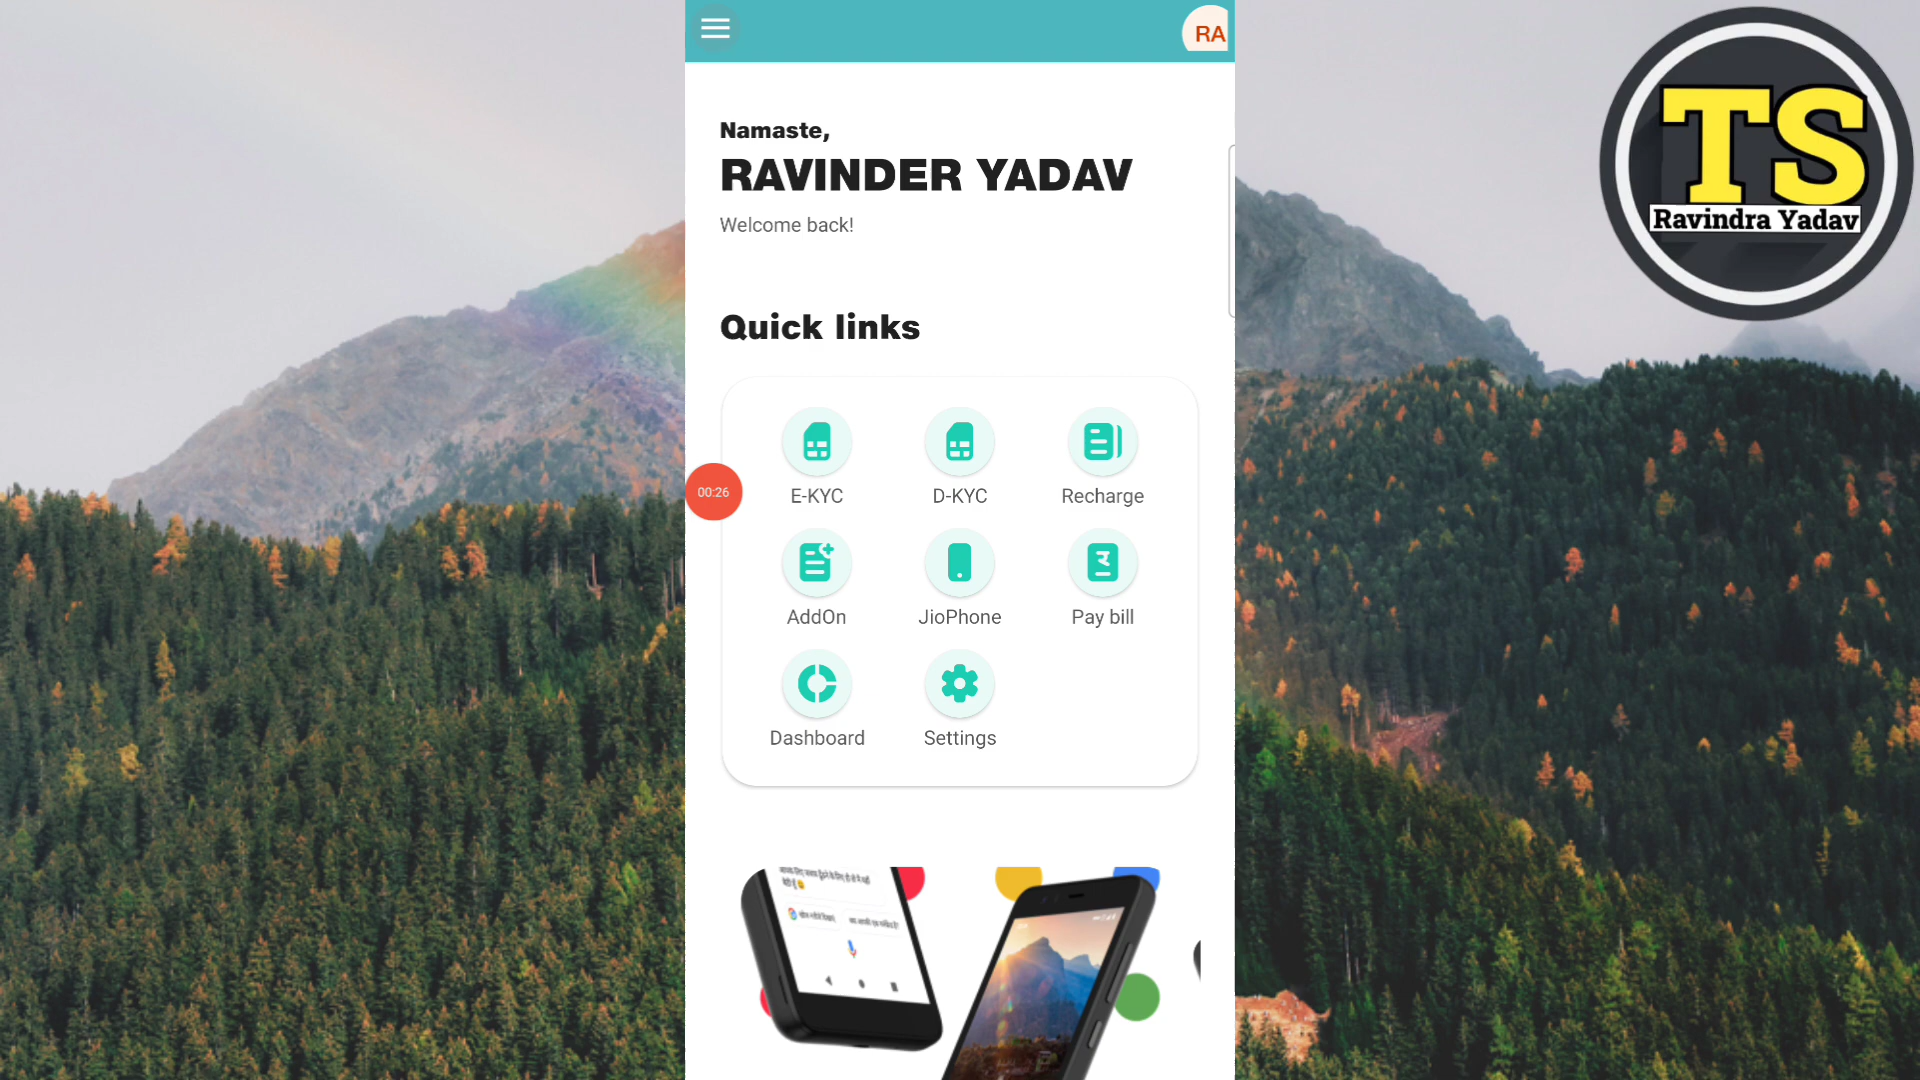 RA
TS
Ravindra Yadav
Namaste,
RAVINDER YADAV
Welcome back!
Quick links
00:26
E-KYC
D-KYC
Recharge
AddOn
JioPhone
Pay bill
Dashboard
Settings